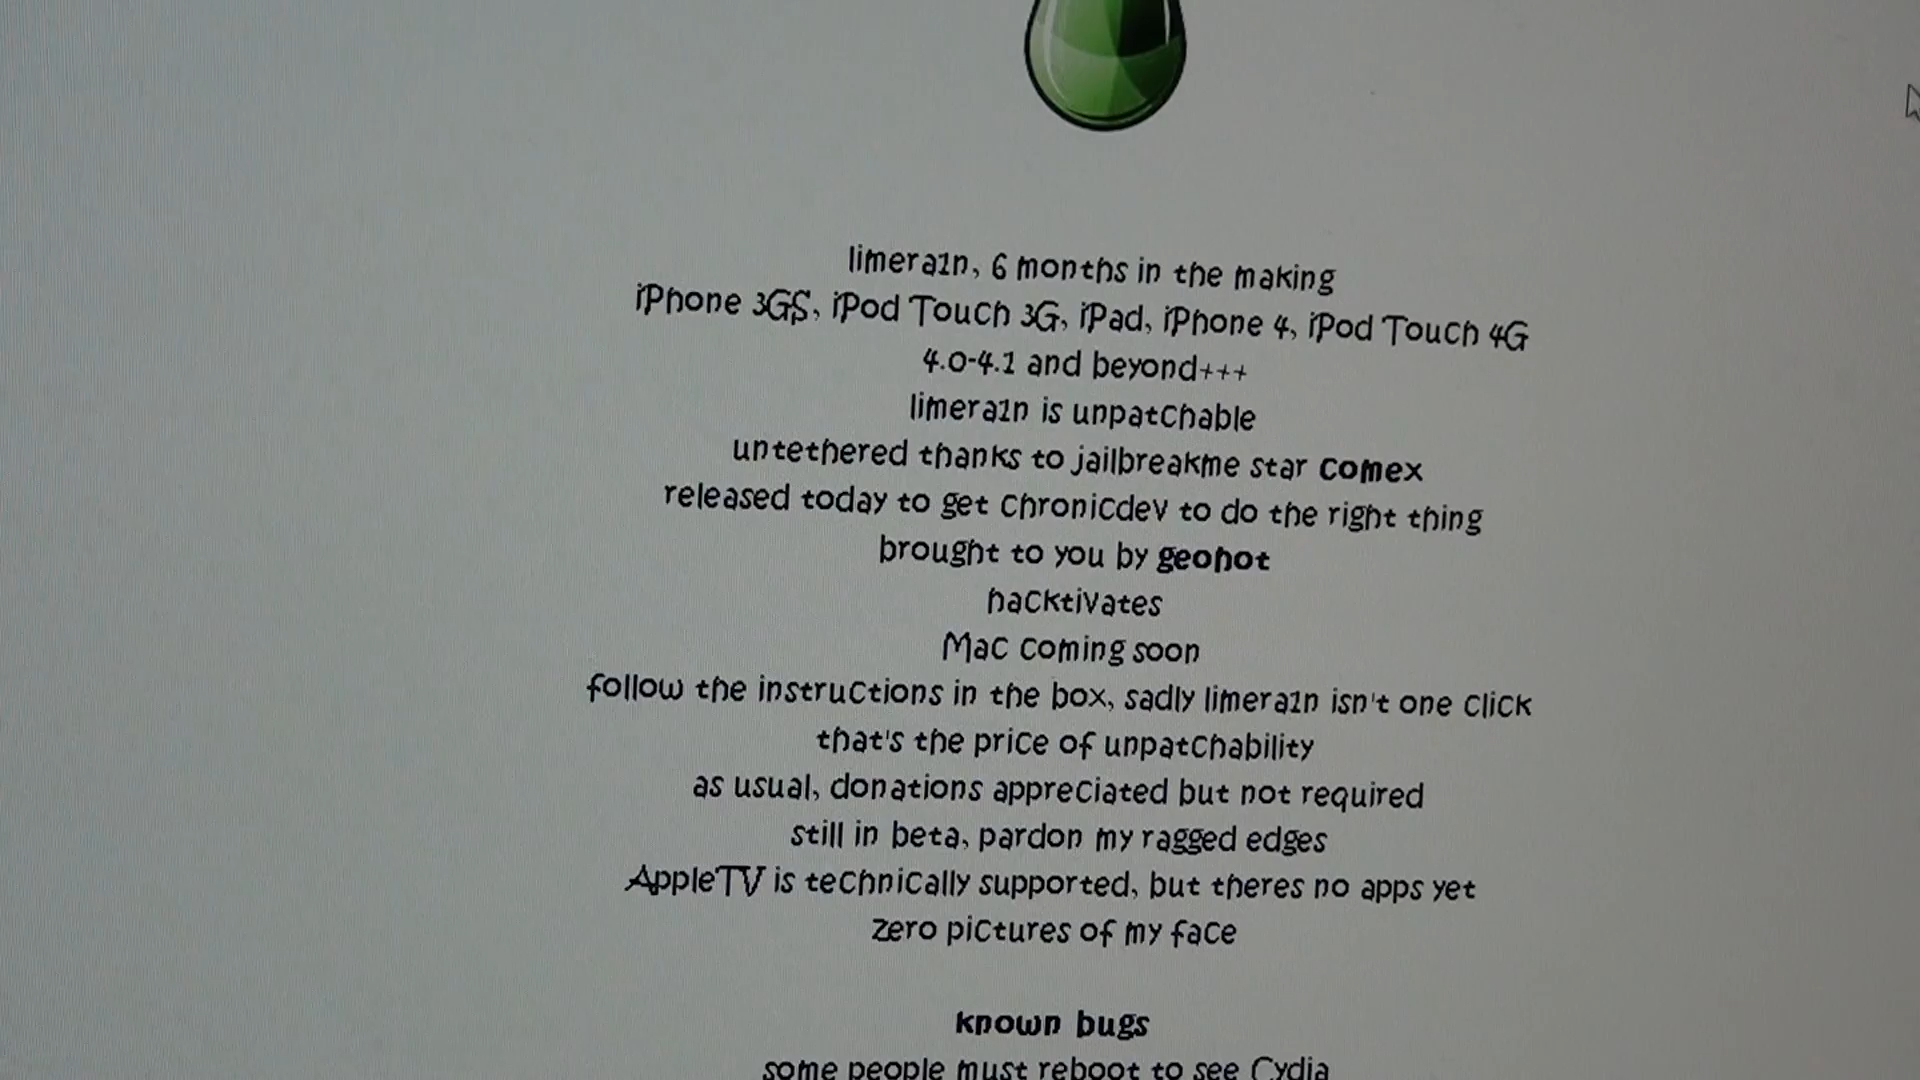 limera1n, 6 months in the making
iPhone 3GS, iPod Touch 3G, iPad, iPhone 4, iPod Touch 4G
4.0-4.1 and beyond+++
limera1n is unpatchable
untethered thanks to jailbreakme star comex
released today to get chronicdev to do the right thing
brought to you by geohot
hacktivates
Mac coming soon
follow the instructions in the box, sadly limera1n isn't one click
that's the price of unpatchability
as usual, donations appreciated but not required
still in beta, pardon my ragged edges
AppleTV is technically supported, but theres no apps yet
zero pictures of my face
known bugs
some people must reboot to see Cydia